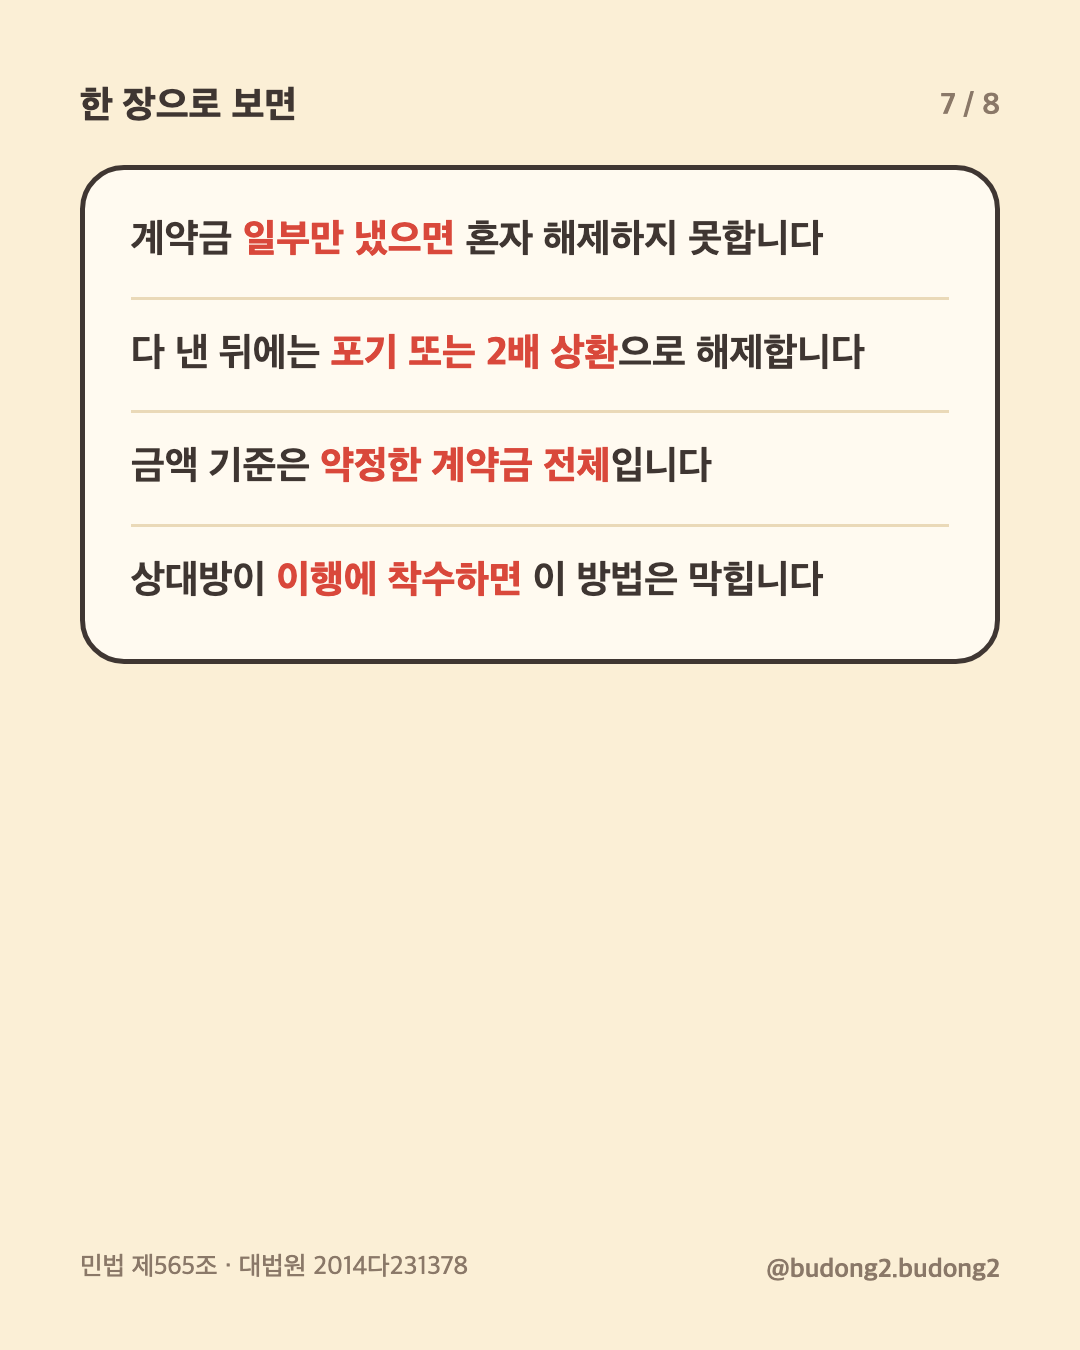 한 장으로 보면
7 / 8
계약금 일부만 냈으면 혼자 해제하지 못합니다
다 낸 뒤에는 포기 또는 2배 상환으로 해제합니다
금액 기준은 약정한 계약금 전체입니다
상대방이 이행에 착수하면 이 방법은 막힙니다
민법 제565조 · 대법원 2014다231378
@budong2.budong2